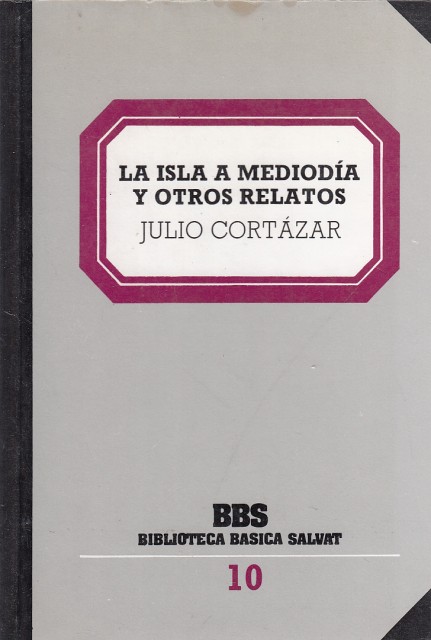 LA ISLA A MEDIODÍA
Y OTROS RELATOS
JULIO CORTÁZAR
BBS
BIBLIOTECA BASICA SALVAT
10